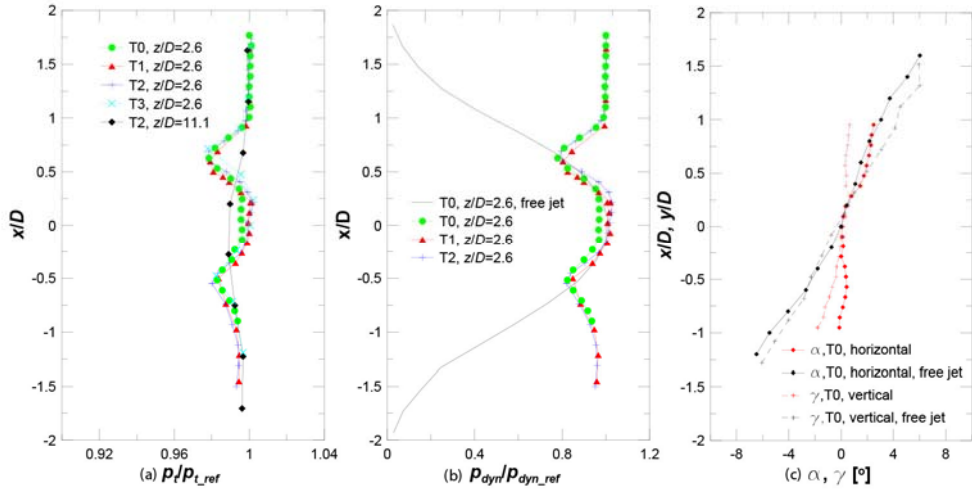 2
1.5
1
0.5
0
-0.5
-1
-1.5
-2
x/D
T0, z/D=2.6
T1, z/D=2.6
T2, z/D=2.6
T3, z/D=2.6
T2, z/D=11.1
0.92 0.96 1 1.04
(a) pt/pt_ref
2
1.5
1
0.5
0
-0.5
-1
-1.5
-2
x/D
T0, z/D=2.6, free jet
T0, z/D=2.6
T1, z/D=2.6
T2, z/D=2.6
0 0.4 0.8 1.2
(b) pdyn/pdyn_ref
2
1.5
1
0.5
0
-0.5
-1
-1.5
-2
x/D, y/D
α,T0, horizontal
α,T0, horizontal, free jet
γ,T0, vertical
γ,T0, vertical, free jet
-8 -4 0 4 8
(c) α, γ [º]